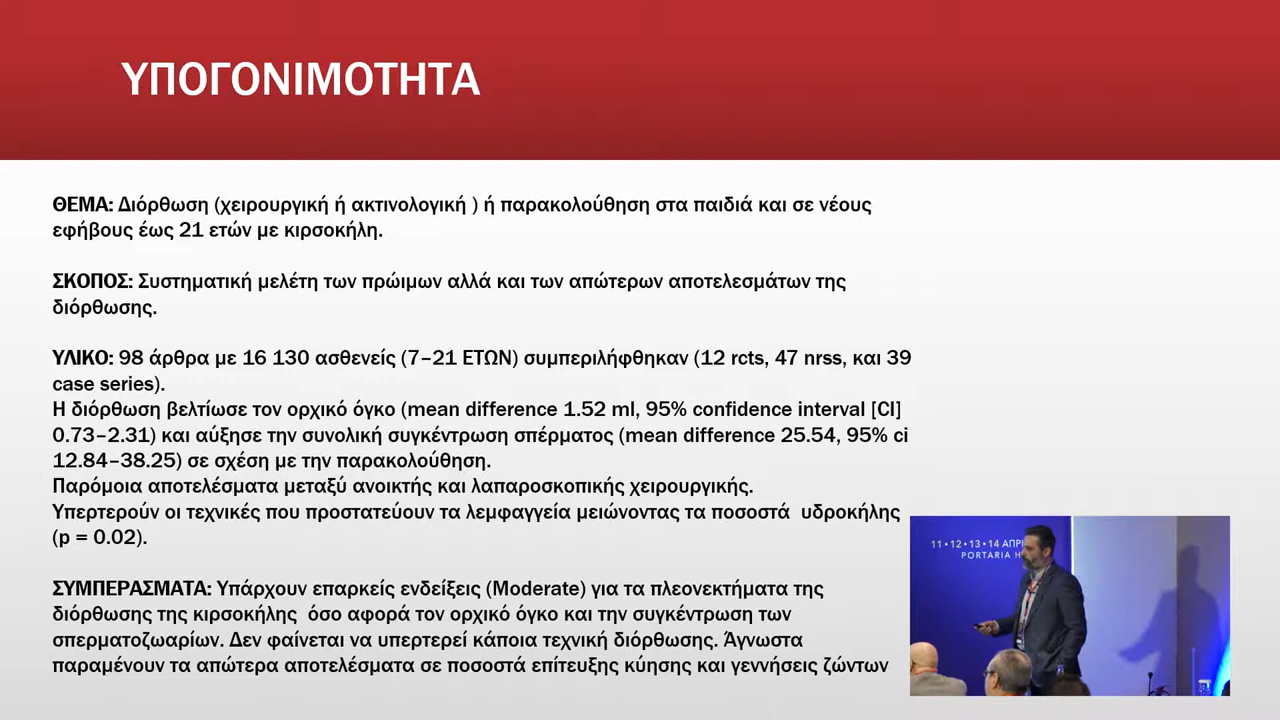 ΥΠΟΓΟΝΙΜΟΤΗΤΑ
ΘΕΜΑ: Διόρθωση (χειρουργική ή ακτινολογική ) ή παρακολούθηση στα παιδιά και σε νέους
εφήβους έως 21 ετών με κιρσοκήλη.
ΣΚΟΠΟΣ: Συστηματική μελέτη των πρώιμων αλλά και των απώτερων αποτελεσμάτων της
διόρθωσης.
ΥΛΙΚΟ: 98 άρθρα με 16 130 ασθενείς (7–21 ΕΤΩΝ) συμπεριλήφθηκαν (12 rcts, 47 nrss, και 39
case series).
Η διόρθωση βελτίωσε τον ορχικό όγκο (mean difference 1.52 ml, 95% confidence interval [CI]
0.73–2.31) και αύξησε την συνολική συγκέντρωση σπέρματος (mean difference 25.54, 95% ci
12.84–38.25) σε σχέση με την παρακολούθηση.
Παρόμοια αποτελέσματα μεταξύ ανοικτής και λαπαροσκοπικής χειρουργικής.
Υπερτερούν οι τεχνικές που προστατεύουν τα λεμφαγγεία μειώνοντας τα ποσοστά  υδροκήλης
(p = 0.02).
ΣΥΜΠΕΡΑΣΜΑΤΑ: Υπάρχουν επαρκείς ενδείξεις (Moderate) για τα πλεονεκτήματα της
διόρθωσης της κιρσοκήλης  όσο αφορά τον ορχικό όγκο και την συγκέντρωση των
σπερματοζωαρίων. Δεν φαίνεται να υπερτερεί κάποια τεχνική διόρθωσης. Άγνωστα
παραμένουν τα απώτερα αποτελέσματα σε ποσοστά επίτευξης κύησης και γεννήσεις ζώντων
11•12•13•14 ΑΠΡΙ
PORTARIA H